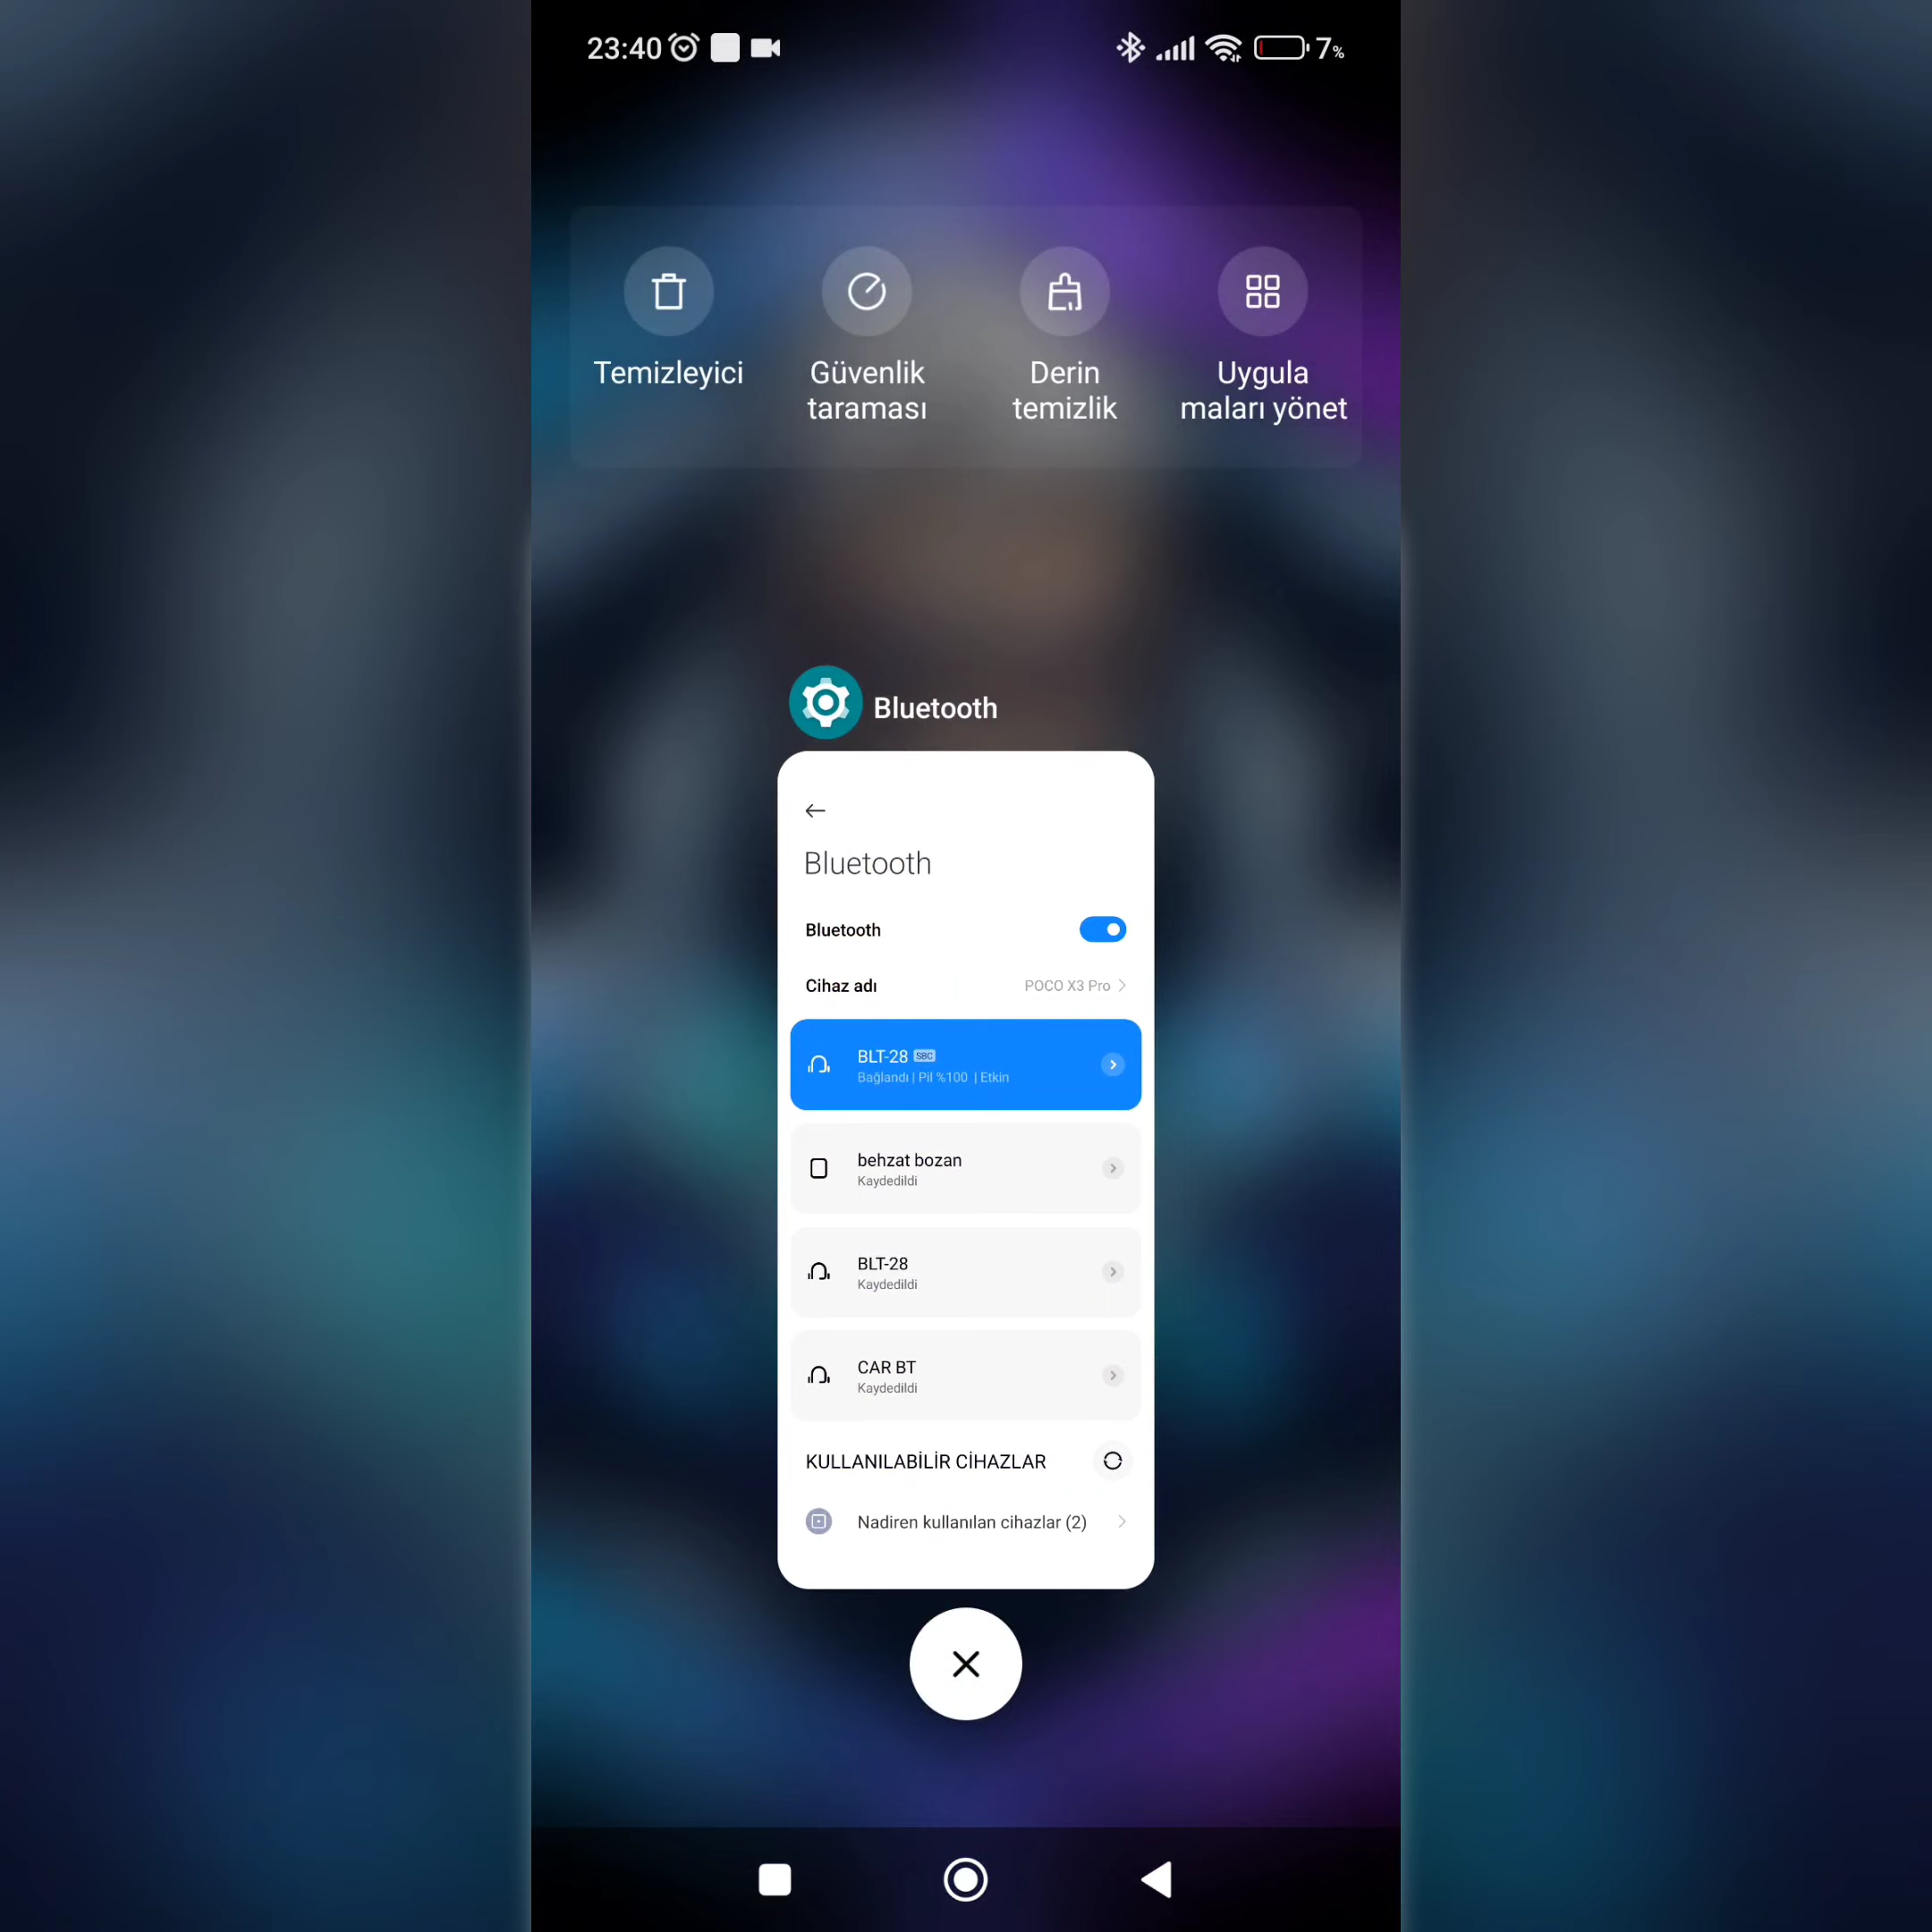 23:40
7%
Temizleyici
Güvenlik
taraması
Derin
temizlik
Uygula
maları yönet
Bluetooth
Bluetooth
Bluetooth
Cihaz adı
POCO X3 Pro
BLT-28 SBC
Bağlandı | Pil %100 | Etkin
behzat bozan
Kaydedildi
BLT-28
Kaydedildi
CAR BT
Kaydedildi
KULLANILABİLİR CİHAZLAR
Nadiren kullanılan cihazlar (2)